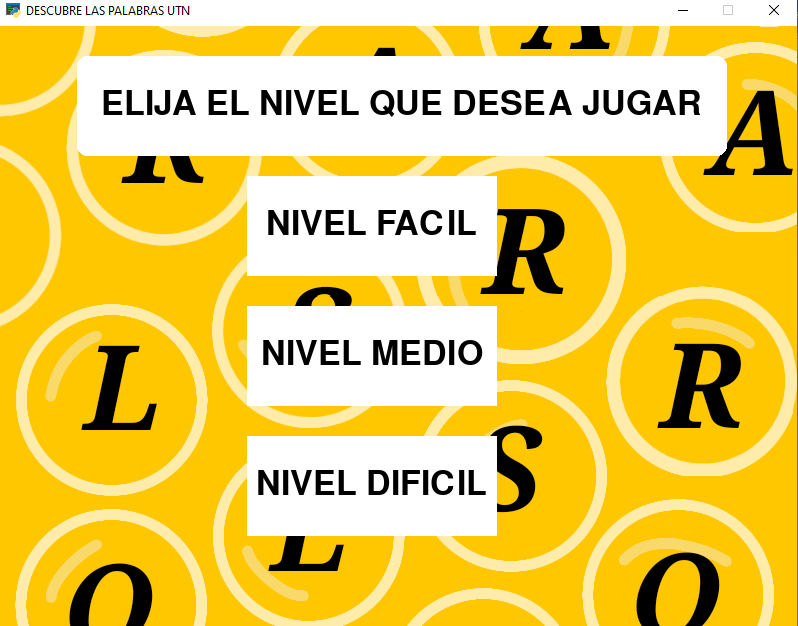 DESCUBRE LAS PALABRAS UTN
A
A
ELIJA EL NIVEL QUE DESEA JUGAR
A
R
NIVEL FACIL
R
S
NIVEL MEDIO
L
R
NIVEL DIFICIL
S
L
O
O